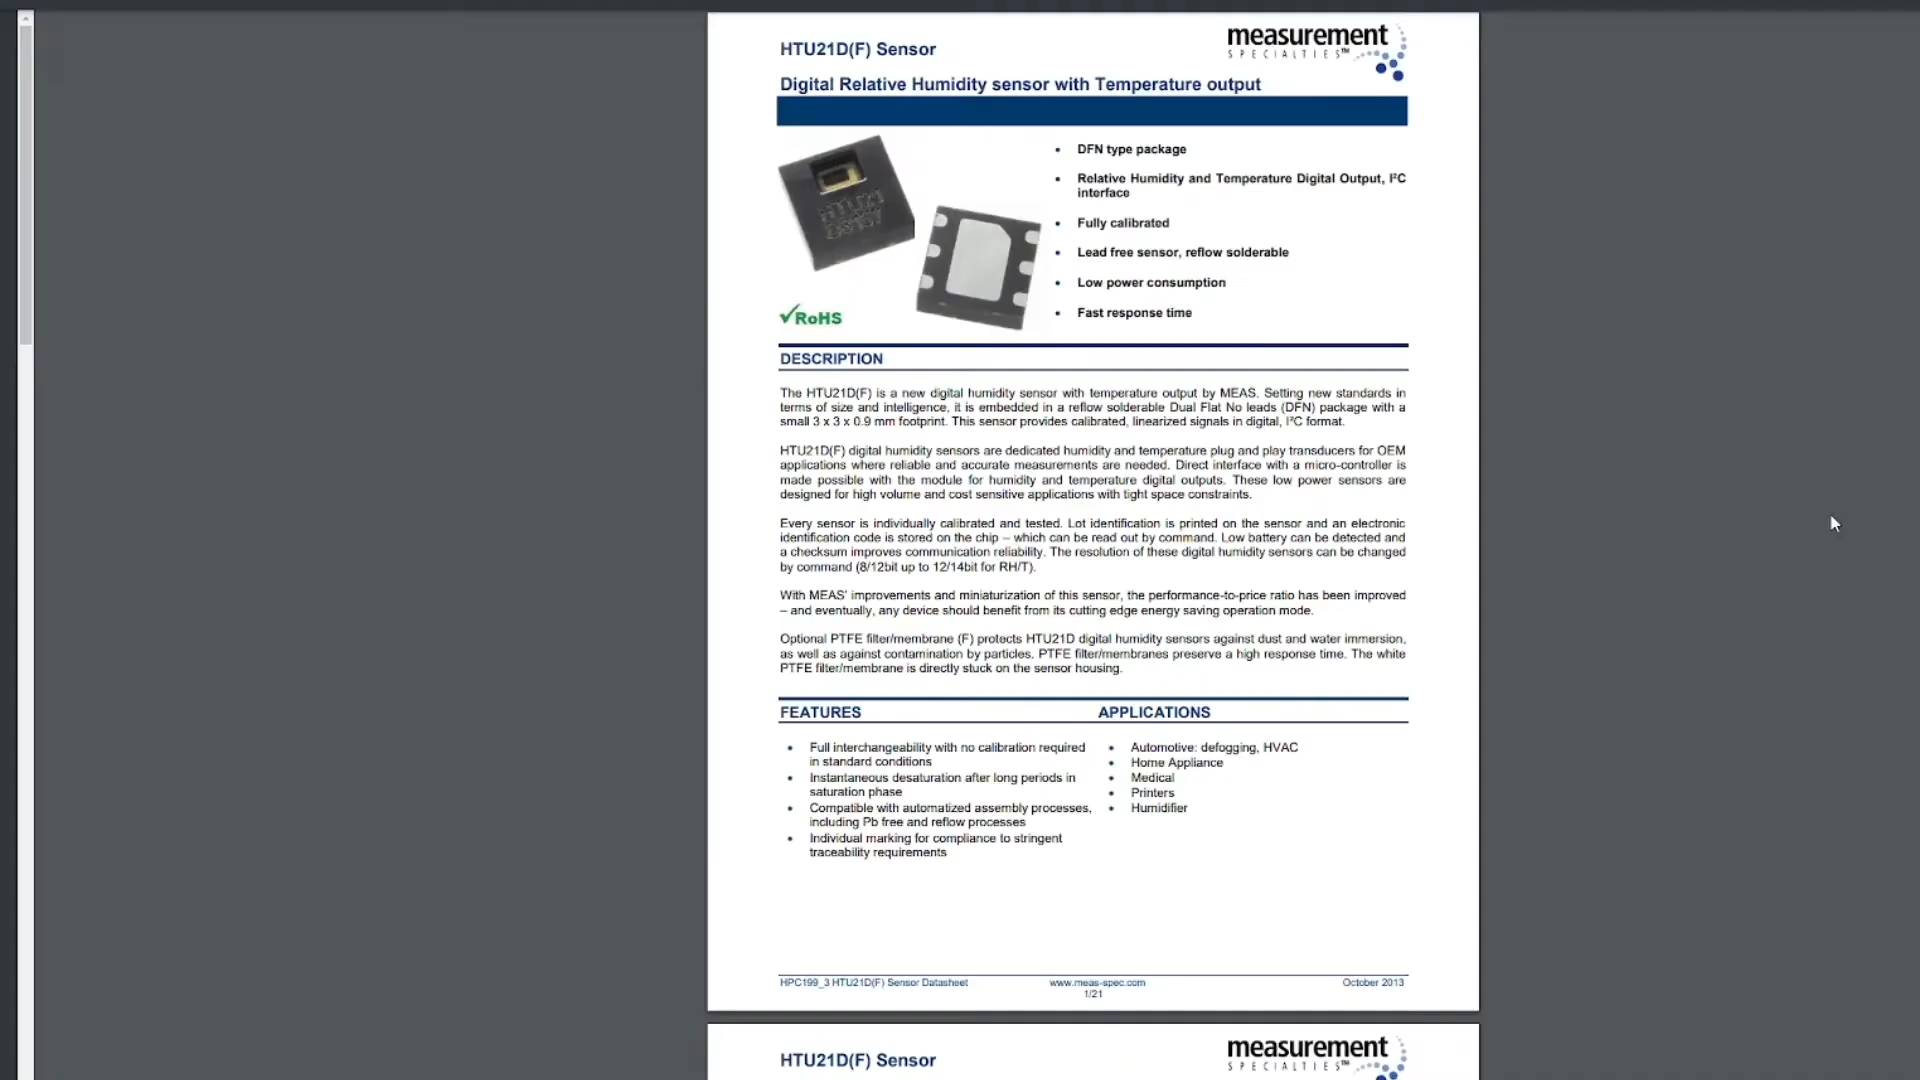 HTU21D(F) Sensor
measurement
SPECIALTIES™
Digital Relative Humidity sensor with Temperature output
• DFN type package
• Relative Humidity and Temperature Digital Output, I²C
interface
• Fully calibrated
• Lead free sensor, reflow solderable
• Low power consumption
• Fast response time
HTU21
RoHS
DESCRIPTION
The HTU21D(F) is a new digital humidity sensor with temperature output by MEAS. Setting new standards in
terms of size and intelligence, it is embedded in a reflow solderable Dual Flat No leads (DFN) package with a
small 3 x 3 x 0.9 mm footprint. This sensor provides calibrated, linearized signals in digital, I²C format.
HTU21D(F) digital humidity sensors are dedicated humidity and temperature plug and play transducers for OEM
applications where reliable and accurate measurements are needed. Direct interface with a micro-controller is
made possible with the module for humidity and temperature digital outputs. These low power sensors are
designed for high volume and cost sensitive applications with tight space constraints.
Every sensor is individually calibrated and tested. Lot identification is printed on the sensor and an electronic
identification code is stored on the chip – which can be read out by command. Low battery can be detected and
a checksum improves communication reliability. The resolution of these digital humidity sensors can be changed
by command (8/12bit up to 12/14bit for RH/T).
With MEAS' improvements and miniaturization of this sensor, the performance-to-price ratio has been improved
– and eventually, any device should benefit from its cutting edge energy saving operation mode.
Optional PTFE filter/membrane (F) protects HTU21D digital humidity sensors against dust and water immersion,
as well as against contamination by particles. PTFE filter/membranes preserve a high response time. The white
PTFE filter/membrane is directly stuck on the sensor housing.
FEATURES
• Full interchangeability with no calibration required
in standard conditions
• Instantaneous desaturation after long periods in
saturation phase
• Compatible with automatized assembly processes,
including Pb free and reflow processes
• Individual marking for compliance to stringent
traceability requirements
APPLICATIONS
• Automotive: defogging, HVAC
• Home Appliance
• Medical
• Printers
• Humidifier
HPC199_3 HTU21D(F) Sensor Datasheet
www.meas-spec.com
October 2013
1/21
HTU21D(F) Sensor
measurement
SPECIALTIES™